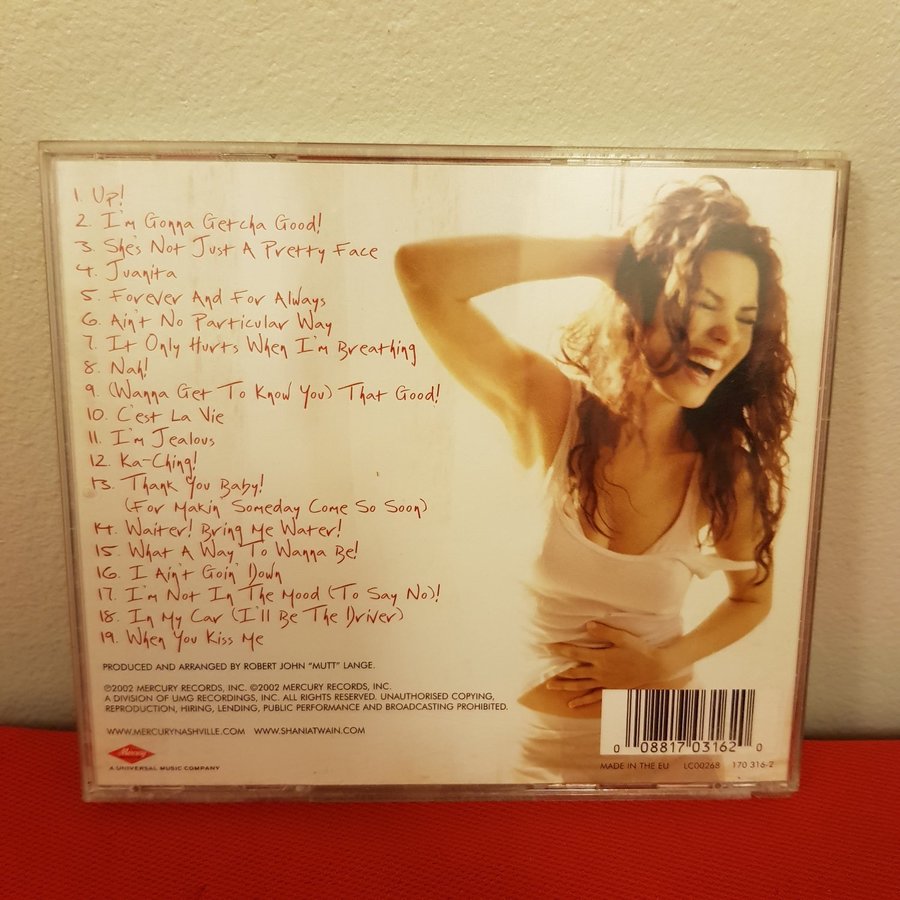 1. Up!
2. I'm Gonna Getcha Good!
3. She's Not Just A Pretty Face
4. Juanita
5. Forever And For Always
6. Ain't No Particular Way
7. It Only Hurts When I'm Breathing
8. Nah!
9. (Wanna Get To Know You) That Good!
10. C'est La Vie
11. I'm Jealous
12. Ka-Ching!
13. Thank You Baby!
(For Makin' Someday Come So Soon)
14. Waiter! Bring Me Water!
15. What A Way To Wanna Be!
16. I Ain't Goin' Down
17. I'm Not In The Mood (To Say No)!
18. In My Car (I'll Be The Driver)
19. When You Kiss Me
PRODUCED AND ARRANGED BY ROBERT JOHN "MUTT" LANGE.
℗2002 MERCURY RECORDS, INC. ©2002 MERCURY RECORDS, INC.
A DIVISION OF UMG RECORDINGS, INC. ALL RIGHTS RESERVED. UNAUTHORISED COPYING,
REPRODUCTION, HIRING, LENDING, PUBLIC PERFORMANCE AND BROADCASTING PROHIBITED.
WWW.MERCURYNASHVILLE.COM WWW.SHANIATWAIN.COM
Mercury
A UNIVERSAL MUSIC COMPANY
0 08817 03162 0
MADE IN THE EU LC00268 170 316-2